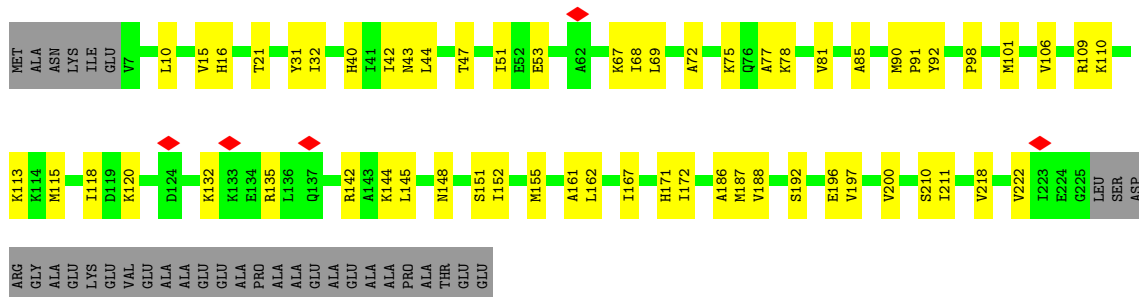 MET ALA ASN LYS ILE GLU V7 L10 V15 H16 T21 Y31 I32 H40 I41 I42 N43 L44 T47 I51 E52 E53 A62 K67 I68 L69 A72 K75 Q76 A77 K78 V81 A85 M90 P91 Y92 P98 M101 V106 R109 K110
K113 K114 M115 I118 D119 K120 D124 K132 K133 E134 R135 L136 Q137 R142 A143 K144 L145 N148 S151 I152 M155 A161 L162 I167 H171 I172 A186 M187 V188 S192 E196 V197 V200 S210 I211 V218 V222 I223 E224 G225 LEU SER ASP
ARG GLY ALA GLU LYS GLU VAL GLU ALA ALA GLU GLU ALA PRO ALA ALA ALA GLU ALA ALA ALA PRO ALA THR GLU GLU